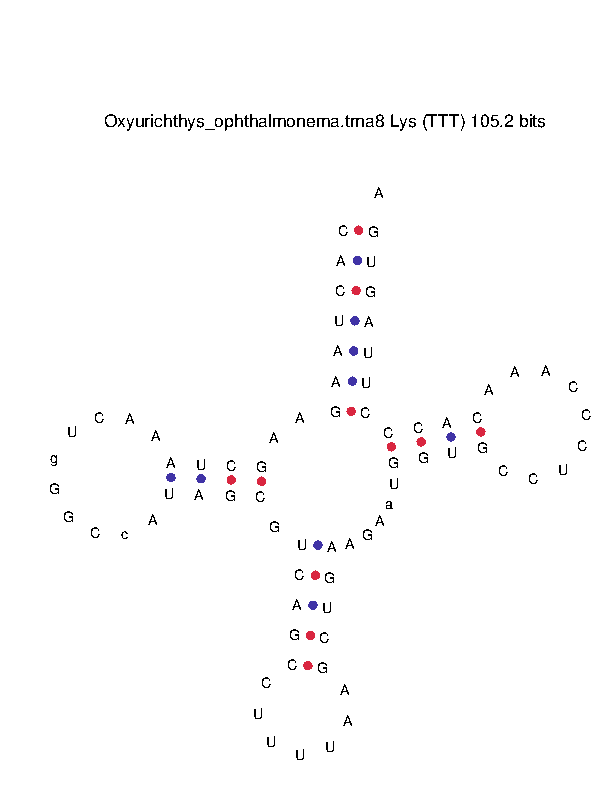 Oxyurichthys_ophthalmonema.trna8 Lys (TTT) 105.2 bits
A
C G
A U
C G
U A
A U
A U
G C
A A C
A C
A C
C
C U C C G
C C A
G G U
U
a
A
G
A
A
A
G
U C A A
g
G
G
C c A
A U C G
U A G C
A G
U A
C G
A U
G C
C G
C A
U A
U U U